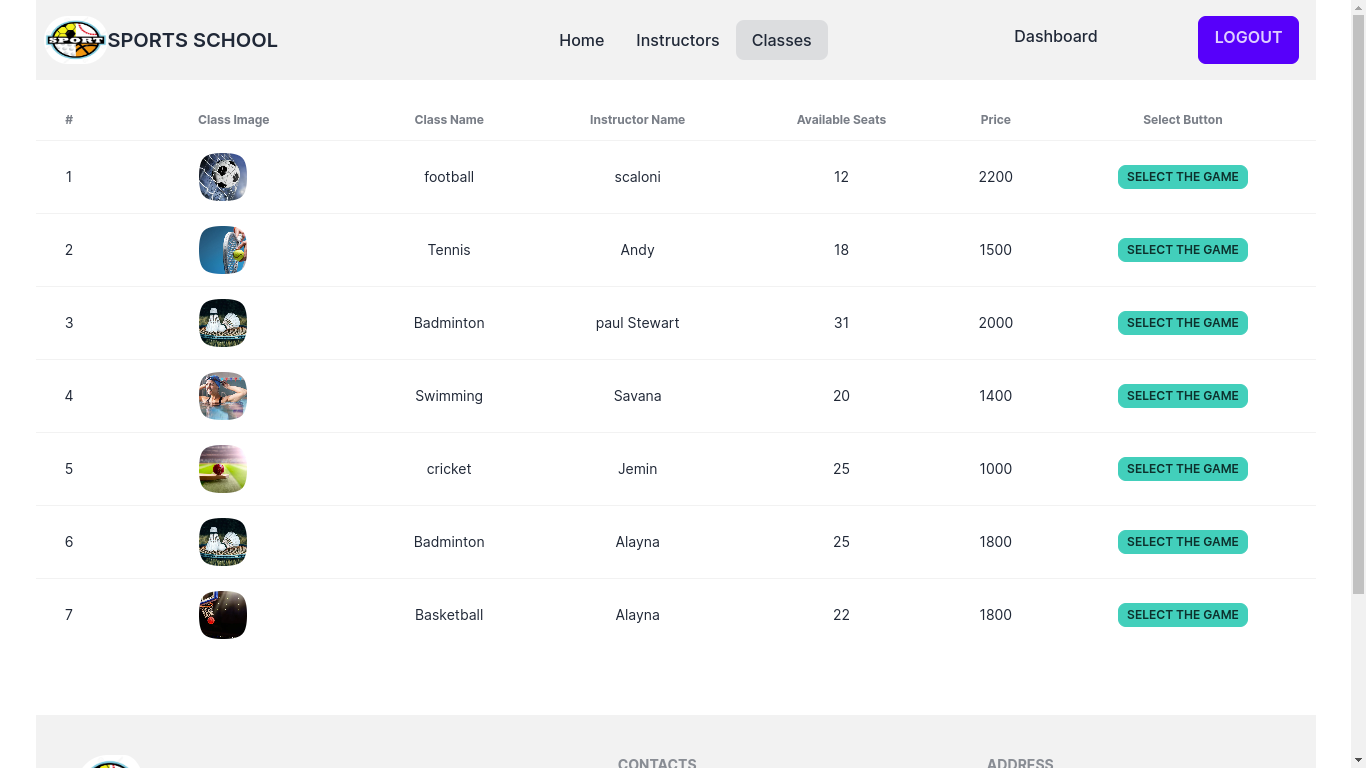 SPORT SPORTS SCHOOL Home Instructors Classes Dashboard LOGOUT
# Class Image Class Name Instructor Name Available Seats Price Select Button
1 football scaloni 12 2200 SELECT THE GAME
2 Tennis Andy 18 1500 SELECT THE GAME
3 Badminton paul Stewart 31 2000 SELECT THE GAME
4 Swimming Savana 20 1400 SELECT THE GAME
5 cricket Jemin 25 1000 SELECT THE GAME
6 Badminton Alayna 25 1800 SELECT THE GAME
7 Basketball Alayna 22 1800 SELECT THE GAME
CONTACTS ADDRESS